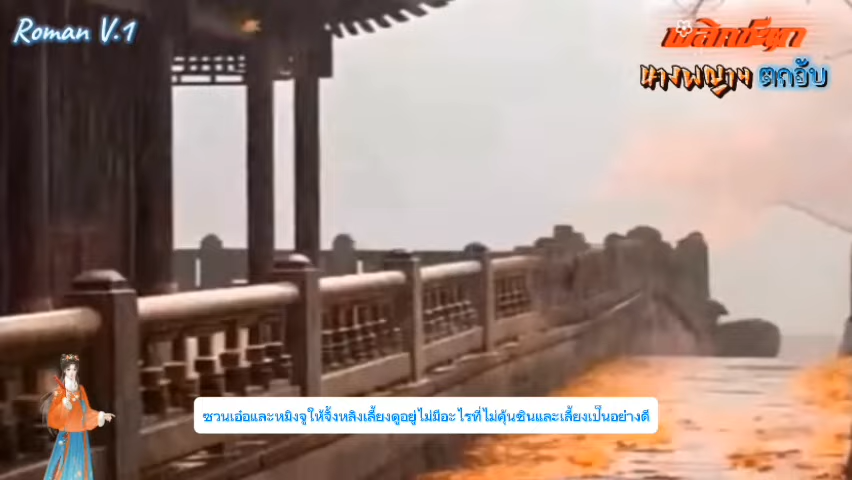 Roman V.1
พลิกชะตา
นางพญาฯ ตกอับ
ซวนเอ๋อและหมิงจูให้จิ้งหลิงเลี้ยงดูอยู่ไม่มีอะไรที่ไม่คุ้นชินและเลี้ยงเป็นอย่างดี